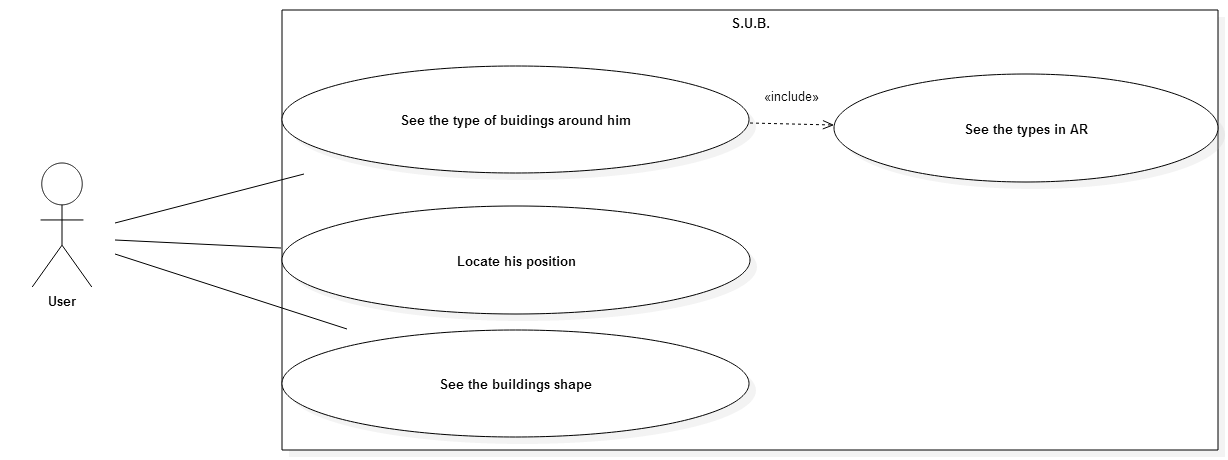 S.U.B.
See the type of buidings around him
«include»
See the types in AR
Locate his position
User
See the buildings shape